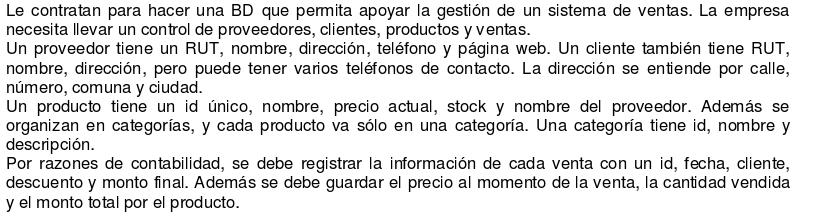 Le contratan para hacer una BD que permita apoyar la gestión de un sistema de ventas. La empresa
necesita llevar un control de proveedores, clientes, productos y ventas.
Un proveedor tiene un RUT, nombre, dirección, teléfono y página web. Un cliente también tiene RUT,
nombre, dirección, pero puede tener varios teléfonos de contacto. La dirección se entiende por calle,
número, comuna y ciudad.
Un producto tiene un id único, nombre, precio actual, stock y nombre del proveedor. Además se
organizan en categorías, y cada producto va sólo en una categoría. Una categoría tiene id, nombre y
descripción.
Por razones de contabilidad, se debe registrar la información de cada venta con un id, fecha, cliente,
descuento y monto final. Además se debe guardar el precio al momento de la venta, la cantidad vendida
y el monto total por el producto.